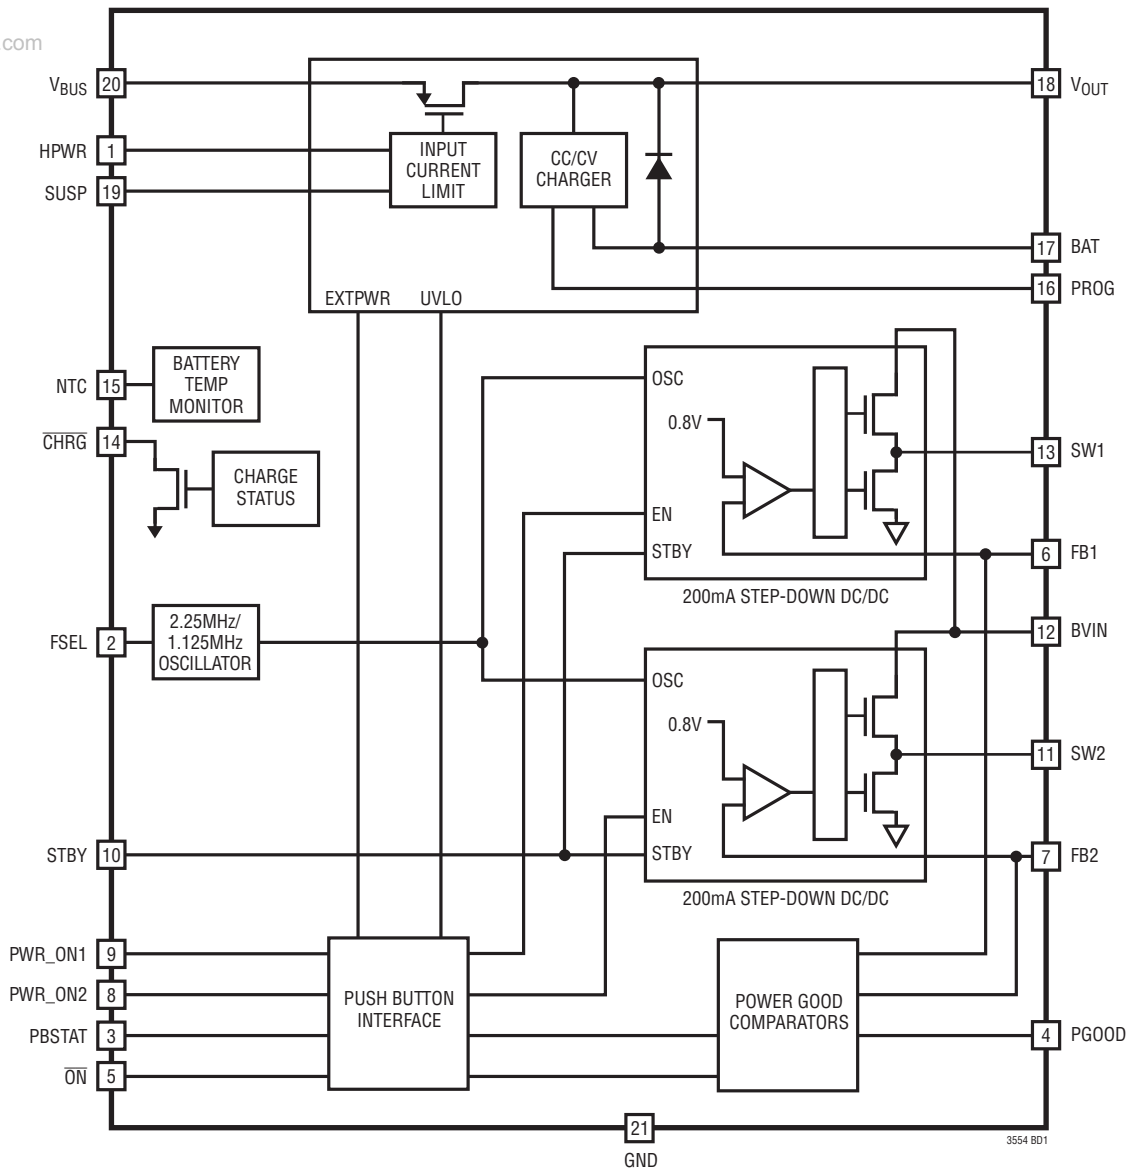 .com
VBUS 20
18 VOUT
HPWR 1
INPUT
CURRENT
LIMIT
CC/CV
CHARGER
SUSP 19
17 BAT
16 PROG
EXTPWR UVLO
NTC 15
BATTERY
TEMP
MONITOR
OSC
0.8V
CHRG 14
CHARGE
STATUS
13 SW1
EN
STBY
6 FB1
200mA STEP-DOWN DC/DC
FSEL 2
2.25MHz/
1.125MHz
OSCILLATOR
12 BVIN
OSC
0.8V
11 SW2
EN
STBY 10
STBY
7 FB2
200mA STEP-DOWN DC/DC
PWR_ON1 9
PWR_ON2 8
PBSTAT 3
ON 5
PUSH BUTTON
INTERFACE
POWER GOOD
COMPARATORS
4 PGOOD
21
GND
3554 BD1